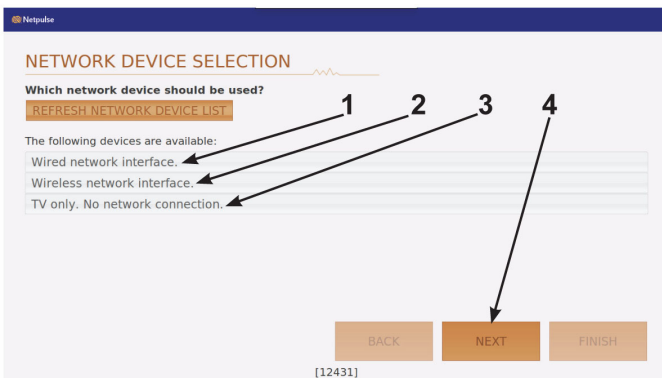 Netpulse
NETWORK DEVICE SELECTION
Which network device should be used?
REFRESH NETWORK DEVICE LIST
1 2 3 4
The following devices are available:
Wired network interface.
Wireless network interface.
TV only. No network connection.
BACK NEXT FINISH
[12431]